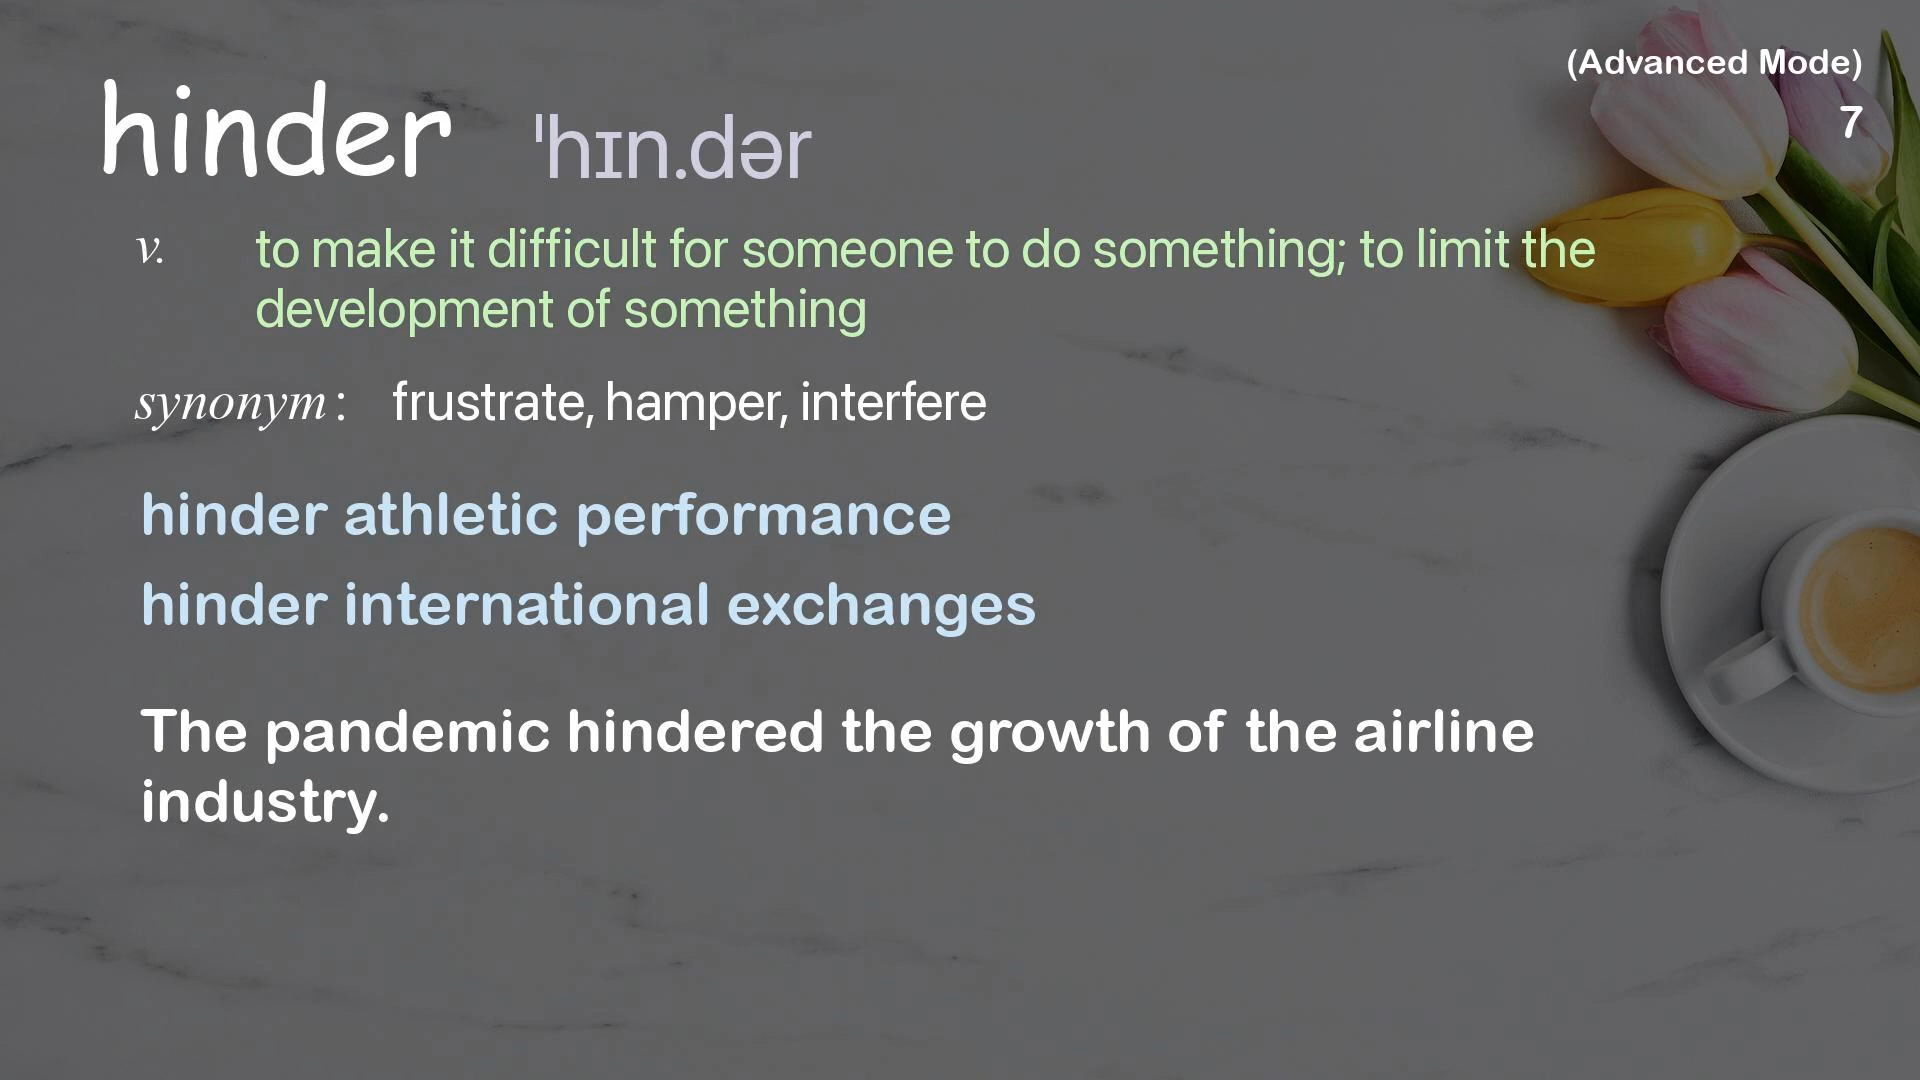 (Advanced Mode)
7
hinder ˈhɪn.dər
v. to make it difficult for someone to do something; to limit the
development of something
synonym: frustrate, hamper, interfere
hinder athletic performance
hinder international exchanges
The pandemic hindered the growth of the airline
industry.